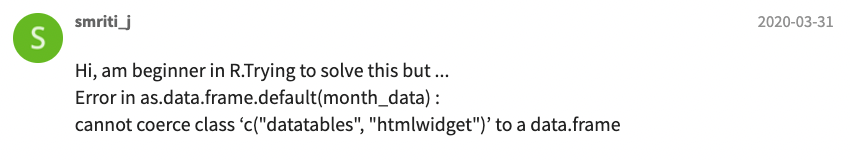 S
smriti_j
2020-03-31
Hi, am beginner in R.Trying to solve this but ...
Error in as.data.frame.default(month_data) :
cannot coerce class ‘c("datatables", "htmlwidget")’ to a data.frame